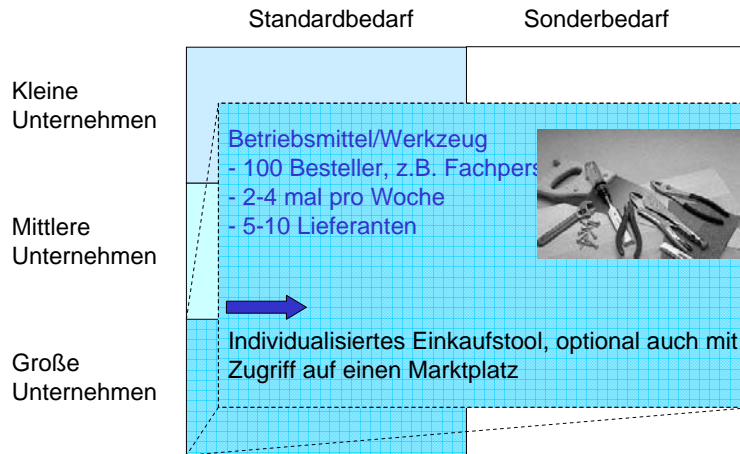 Standardbedarf Sonderbedarf
Kleine
Unternehmen
Betriebsmittel/Werkzeug
- 100 Besteller, z.B. Fachpers
- 2-4 mal pro Woche
- 5-10 Lieferanten
Mittlere
Unternehmen
Individualisiertes Einkaufstool, optional auch mit
Zugriff auf einen Marktplatz
Große
Unternehmen